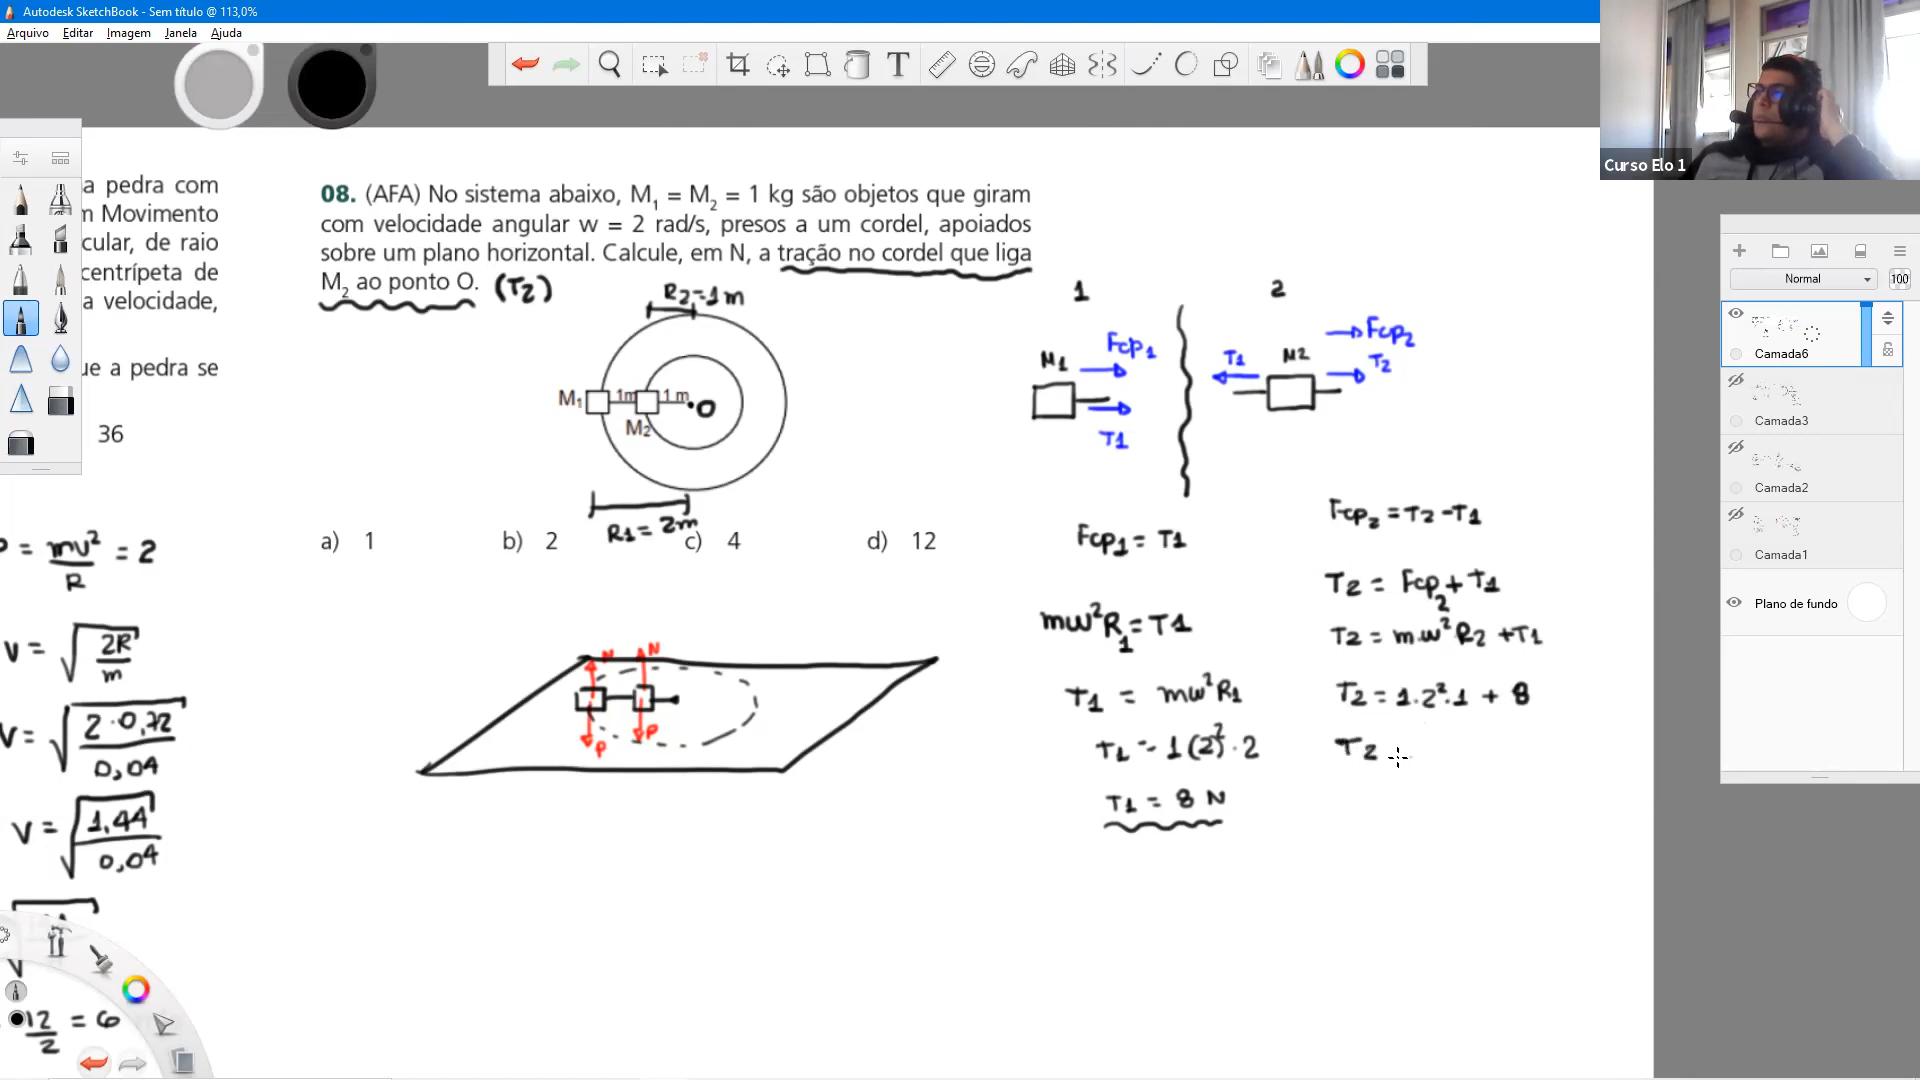 Autodesk SketchBook - Sem título @ 113,0%
Arquivo Editar Imagem Janela Ajuda
Curso Elo 1
a pedra com
Movimento
cular, de raio
centrípeta de
a velocidade,
ue a pedra se
36
= mv² / R = 2
V = √(2R/m)
V = √(2·0,72/0,04)
V = √(1,44/0,04)
12/2 = 6
08. (AFA) No sistema abaixo, M₁ = M₂ = 1 kg são objetos que giram
com velocidade angular w = 2 rad/s, presos a um cordel, apoiados
sobre um plano horizontal. Calcule, em N, a tração no cordel que liga
M₂ ao ponto O. (T2)
R2=1m
M₁ 1m 1 m O
M2
R1 = 2m
a) 1 b) 2 c) 4 d) 12
N N
P P
1
M1 Fcp1
T1
2
Fcp2
T1 M2 T2
Fcp1 = T1
mω²R1 = T1
T1 = mω²R1
T1 = 1(2)²·2
T1 = 8 N
Fcp2 = T2 - T1
T2 = Fcp2 + T1
T2 = m.ω²R2 + T1
T2 = 1.2².1 + 8
T2 -
Normal 100
Camada6
Camada3
Camada2
Camada1
Plano de fundo